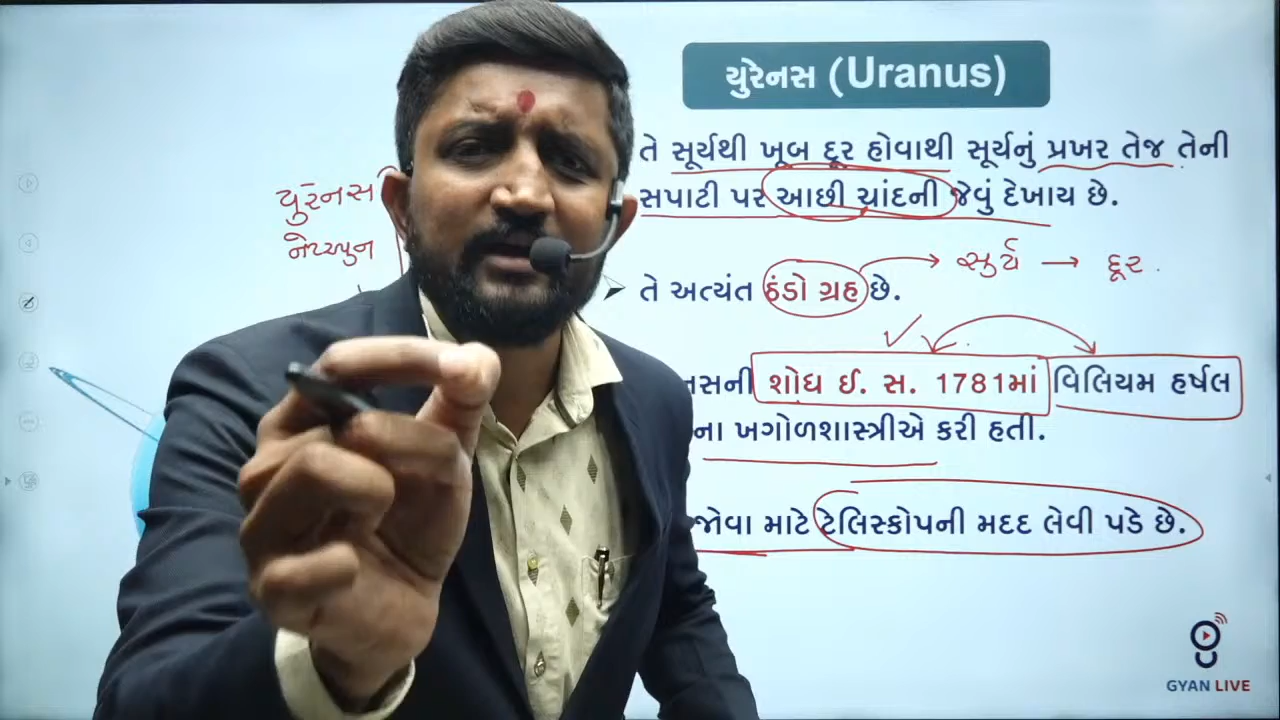 યુરેનસ (Uranus)
તે સૂર્યથી ખૂબ દૂર હોવાથી સૂર્યનું પ્રખર તેજ તેની
સપાટી પર આછી ચાંદની જેવું દેખાય છે.
યુરેનસ
નેપ્ચ્યુન
સુર્ય → દૂર
તે અત્યંત ઠંડો ગ્રહ છે.
નસની શોધ ઈ. સ. 1781માં વિલિયમ હર્ષલ
ના ખગોળશાસ્ત્રીએ કરી હતી.
જોવા માટે ટેલિસ્કોપની મદદ લેવી પડે છે.
GYAN LIVE